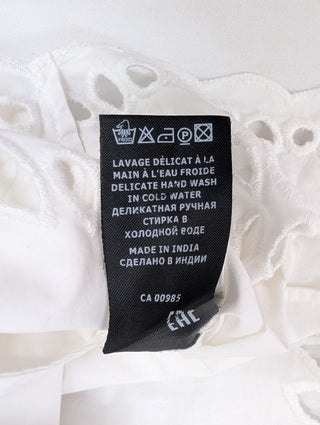 LAVAGE DÉLICAT À LA
MAIN À L'EAU FROIDE
DELICATE HAND WASH
IN COLD WATER
ДЕЛИКАТНАЯ РУЧНАЯ
СТИРКА В
ХОЛОДНОЙ ВОДЕ
MADE IN INDIA
СДЕЛАНО В ИНДИИ
CA 00985
EAC